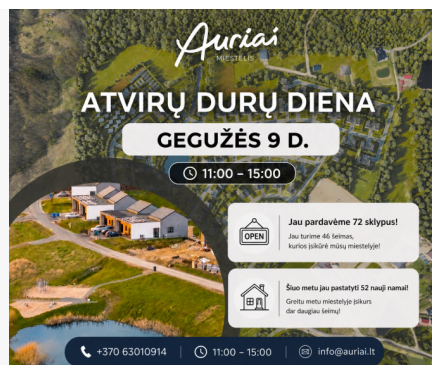 Auriai
MIESTELIS
ATVIRŲ DURŲ DIENA
GEGUŽĖS 9 D.
11:00 – 15:00
OPEN
Jau pardavėme 72 sklypus!
Jau turime 46 šeimas,
kurios įsikūrė mūsų miestelyje!
Šiuo metu jau pastatyti 52 nauji namai!
Greitu metu miestelyje įsikurs
dar daugiau šeimų!
+370 63010914 | 11:00 – 15:00 | info@auriai.lt